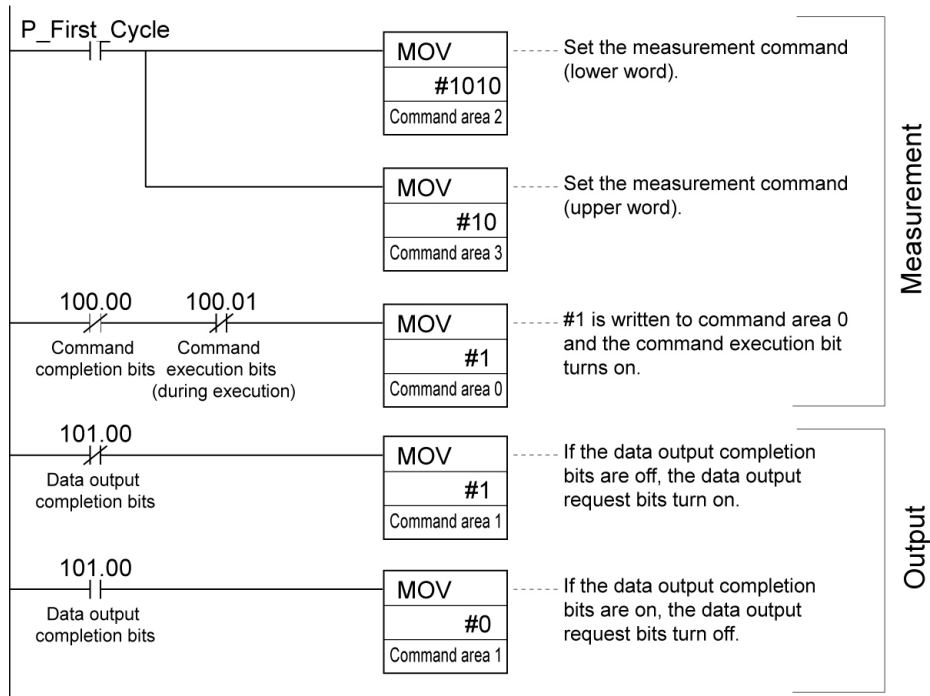 P_First_Cycle
MOV
#1010
Command area 2
Set the measurement command
(lower word).
MOV
#10
Command area 3
Set the measurement command
(upper word).
100.00
Command
completion bits
100.01
Command
execution bits
(during execution)
MOV
#1
Command area 0
#1 is written to command area 0
and the command execution bit
turns on.
Measurement
101.00
Data output
completion bits
MOV
#1
Command area 1
If the data output completion
bits are off, the data output
request bits turn on.
101.00
Data output
completion bits
MOV
#0
Command area 1
If the data output completion
bits are on, the data output
request bits turn off.
Output